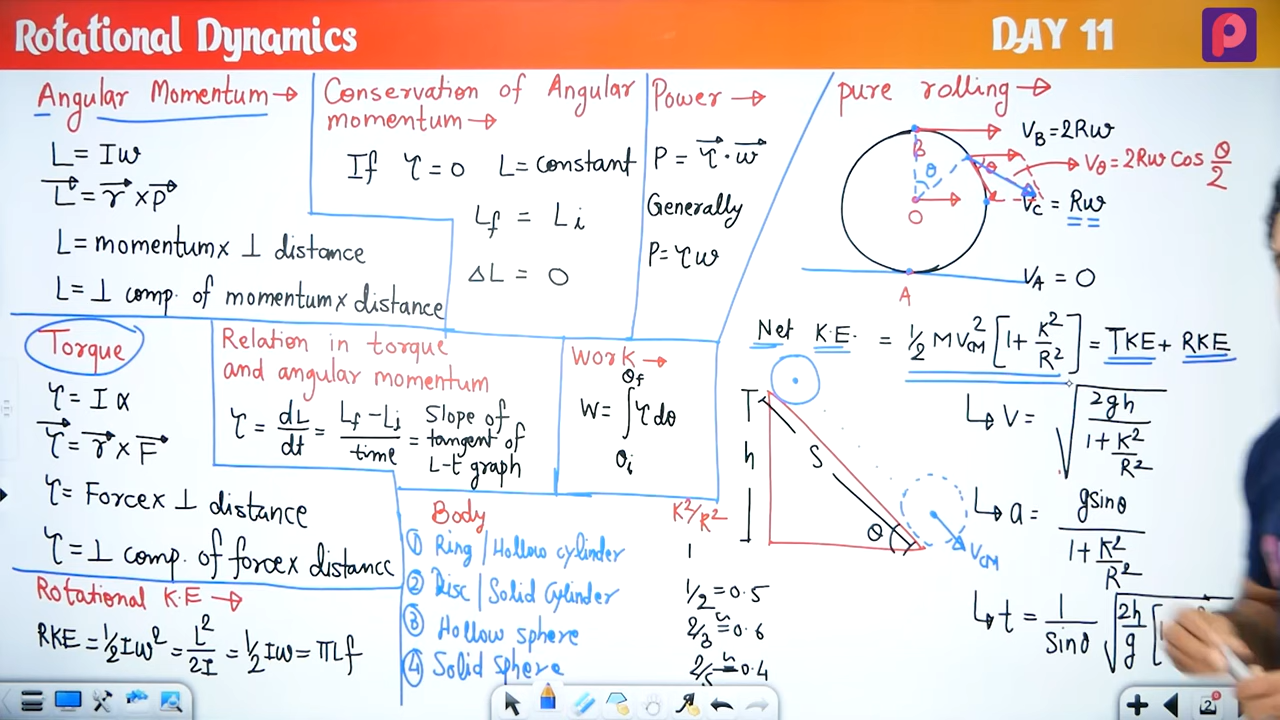 Rotational Dynamics
DAY 11
Angular Momentum →
L = Iω
L⃗ = r⃗ × p⃗
L = momentum × ⊥ distance
L = ⊥ comp. of momentum × distance
Conservation of Angular
momentum →
If τ = 0 L = constant
L_f = L_i
ΔL = 0
Power →
P = τ⃗ · ω⃗
Generally
P = τω
pure rolling →
V_B = 2Rω
B
θ
θ
V_θ = 2Rω cos θ/2
O
V_C = Rω
V_A = 0
A
Torque
τ = Iα
τ⃗ = r⃗ × F⃗
τ = Force × ⊥ distance
τ = ⊥ comp. of force × distance
Relation in torque
and angular momentum
τ = dL/dt = (L_f - L_i)/time = Slope of tangent of L-t graph
Work →
W = ∫_{θi}^{θf} τ dθ
Net K.E. = 1/2 M V_CM² [1 + K²/R²] = TKE + RKE
h
S
θ
V_CM
↳ V = √(2gh/(1 + K²/R²))
↳ a = g sinθ/(1 + K²/R²)
↳ t = 1/sinθ √(2h/g [1
Rotational K.E →
RKE = 1/2 Iω² = L²/2I = 1/2 Iω = πLf
Body K²/R²
① Ring | Hollow cylinder 1
② Disc | Solid Cylinder 1/2 = 0.5
③ Hollow sphere 2/3 ≈ 0.6
④ Solid sphere 2/5 ≈ 0.4
2